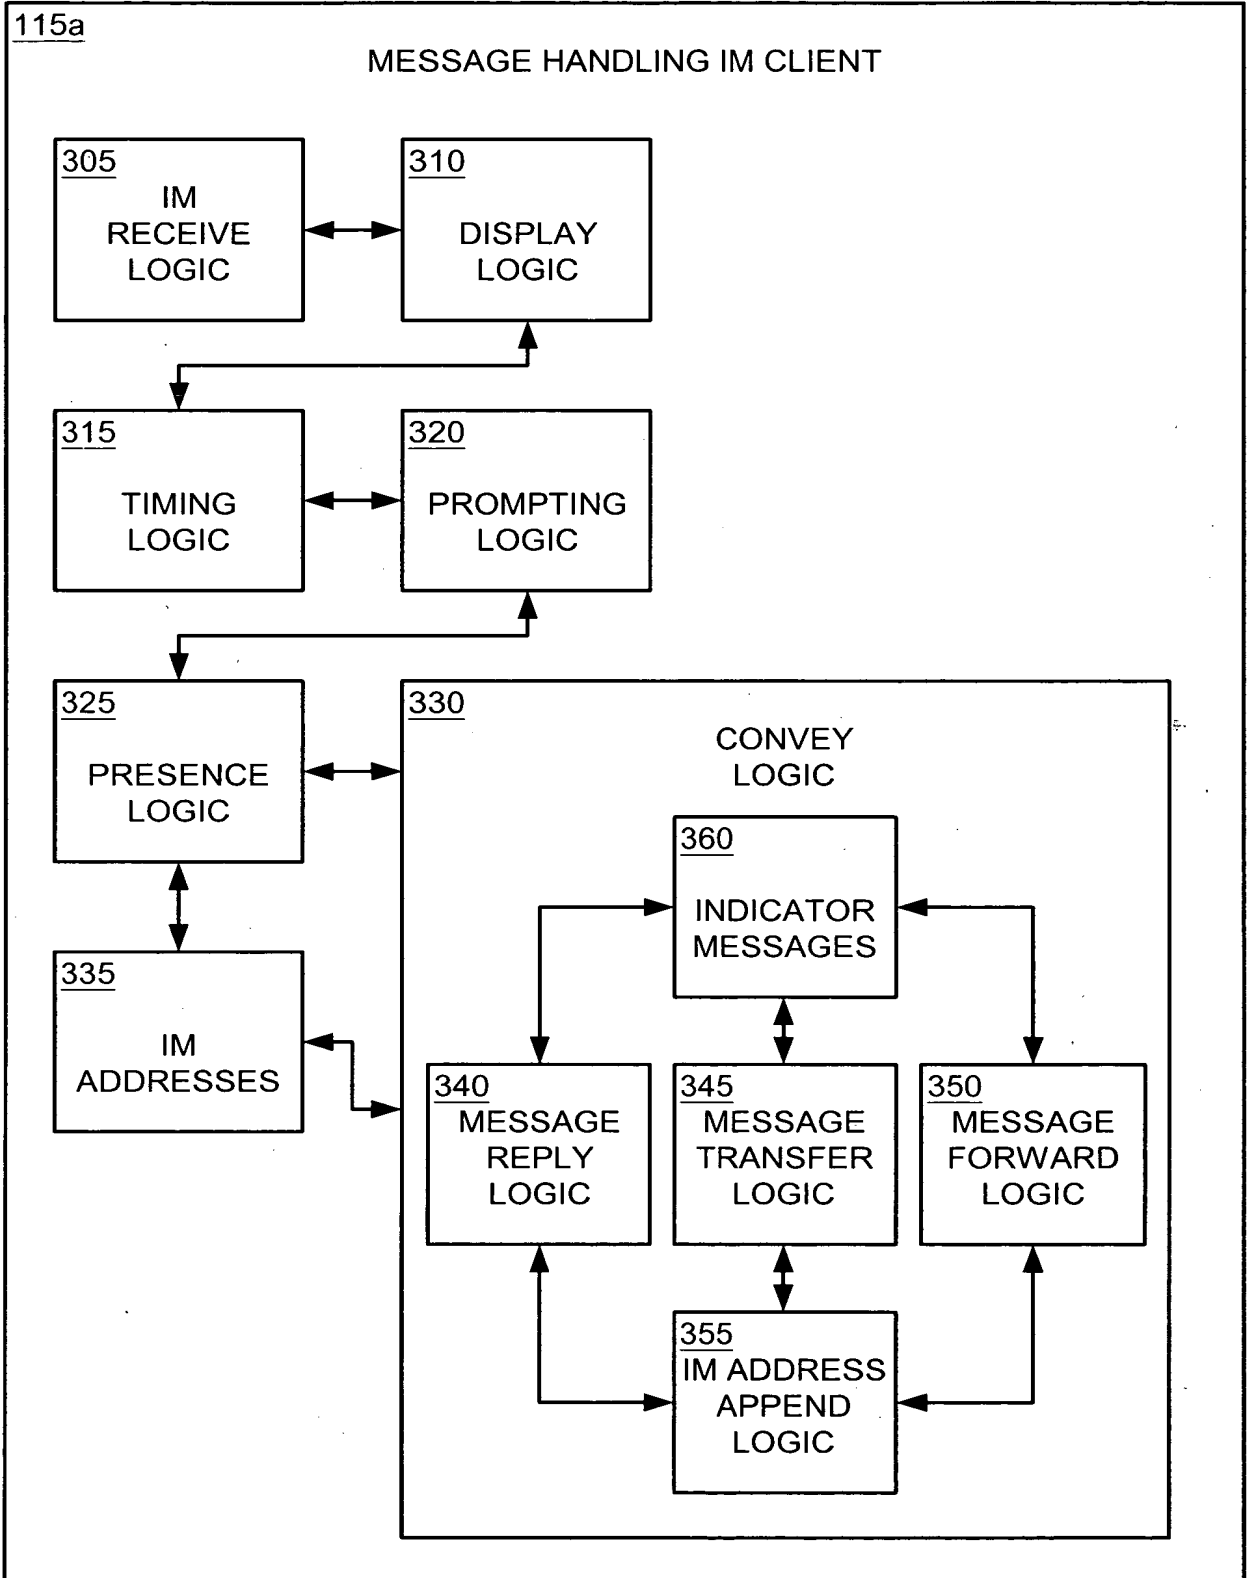 115a
MESSAGE HANDLING IM CLIENT
305
IM
RECEIVE
LOGIC
310
DISPLAY
LOGIC
315
TIMING
LOGIC
320
PROMPTING
LOGIC
325
PRESENCE
LOGIC
330
CONVEY
LOGIC
360
INDICATOR
MESSAGES
335
IM
ADDRESSES
340
MESSAGE
REPLY
LOGIC
345
MESSAGE
TRANSFER
LOGIC
350
MESSAGE
FORWARD
LOGIC
355
IM ADDRESS
APPEND
LOGIC